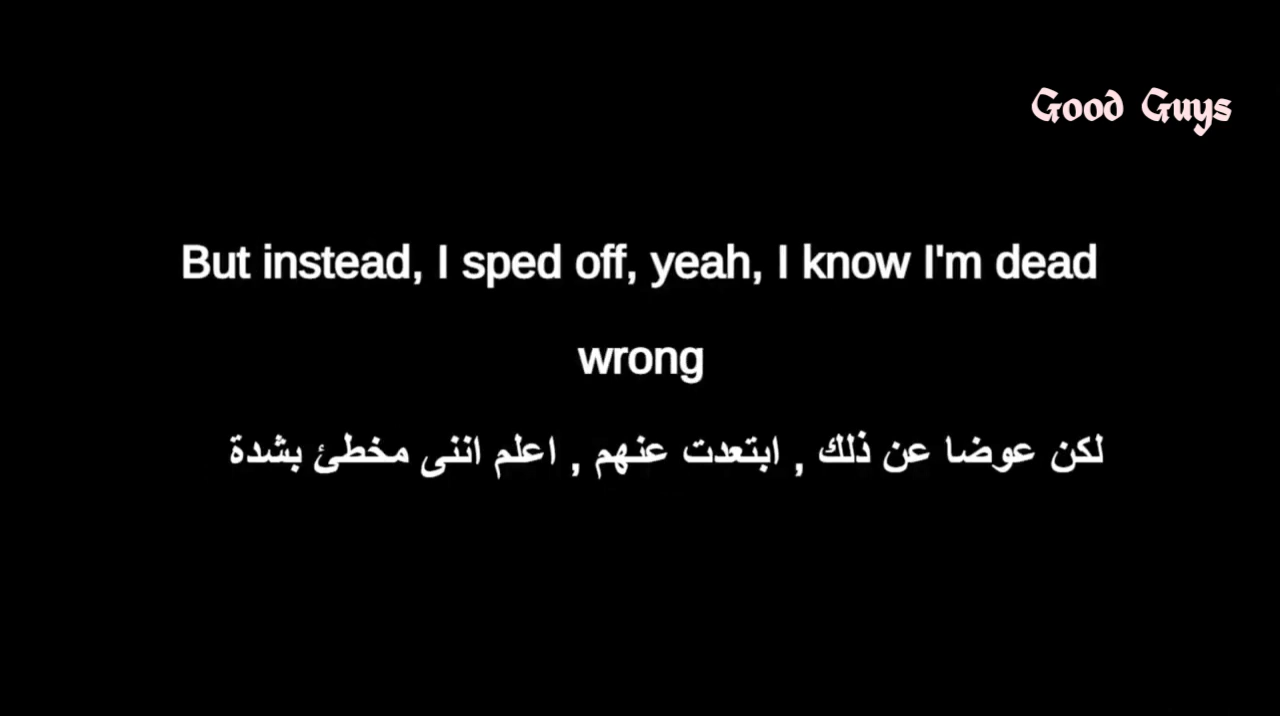 Good Guys
But instead, I sped off, yeah, I know I'm dead
wrong
لكن عوضا عن ذلك , ابتعدت عنهم , اعلم اننى مخطئ بشدة